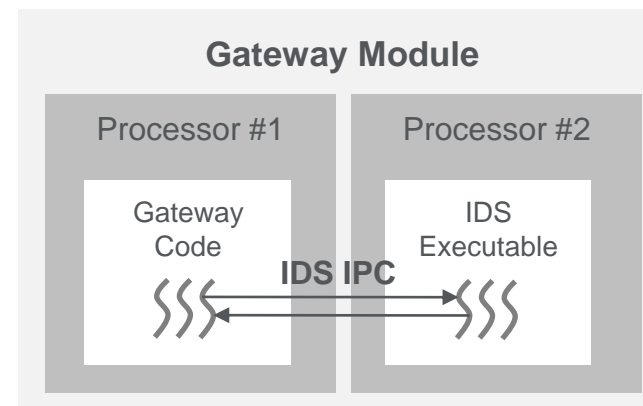 Gateway Module
Processor #1
Processor #2
Gateway
Code
IDS
Executable
IDS IPC